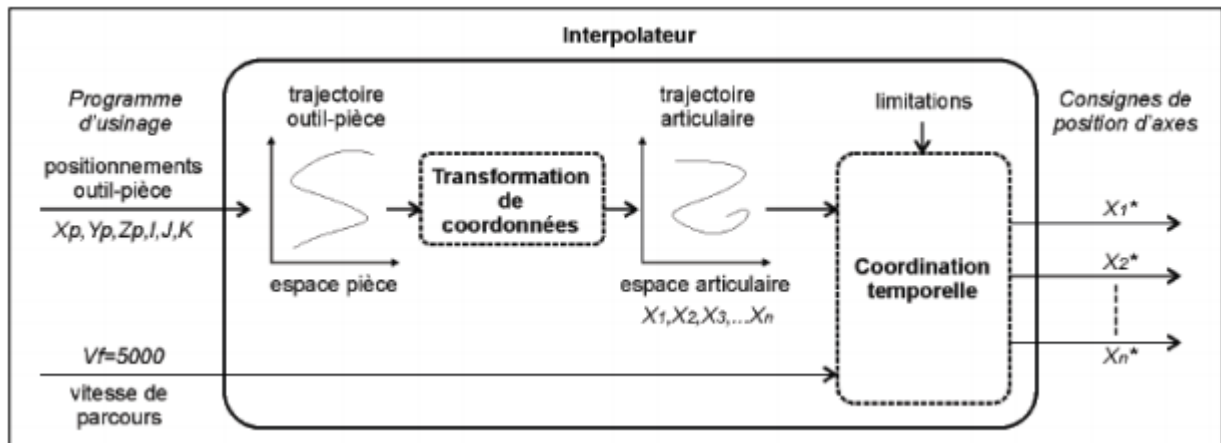 Interpolateur
Programme
d'usinage
positionnements
outil-pièce
Xp,Yp,Zp,I,J,K
trajectoire
outil-pièce
espace pièce
Transformation
de
coordonnées
trajectoire
articulaire
espace articulaire
X1,X2,X3,...Xn
limitations
Coordination
temporelle
Consignes de
position d'axes
X1*
X2*
Xn*
Vf=5000
vitesse de
parcours